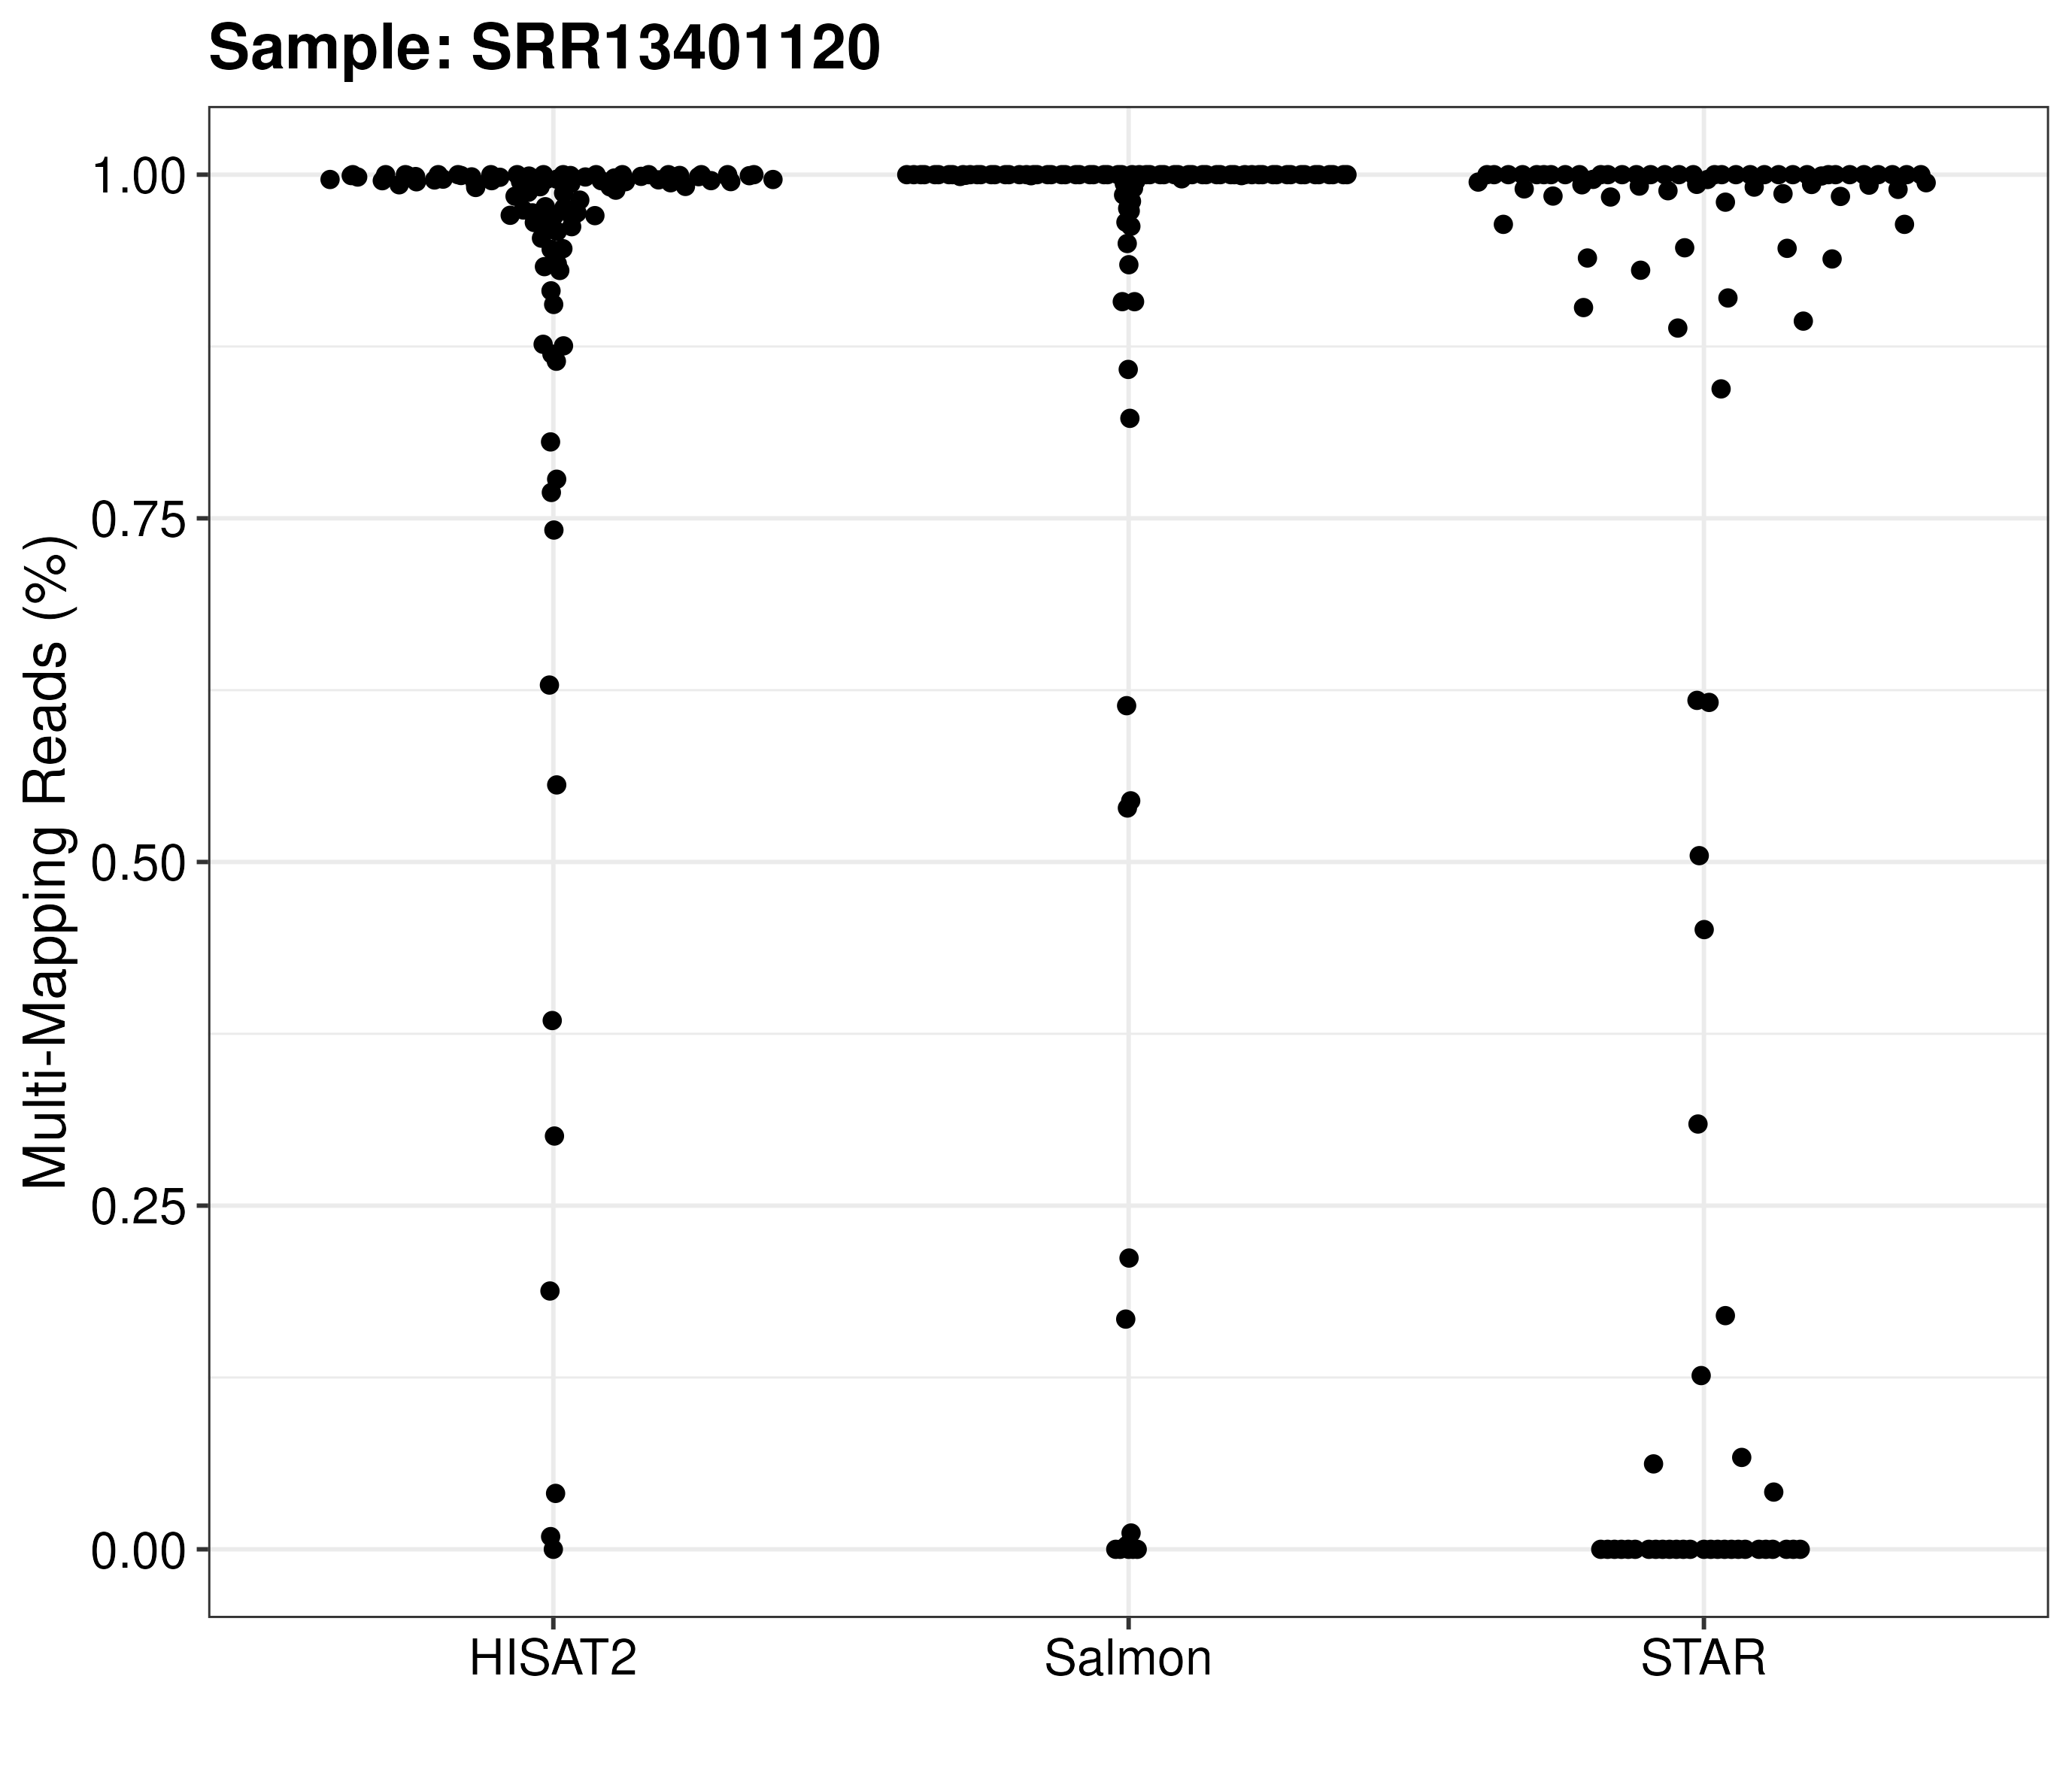 Sample: SRR13401120
Multi-Mapping Reads (%)
1.00
0.75
0.50
0.25
0.00
HISAT2
Salmon
STAR